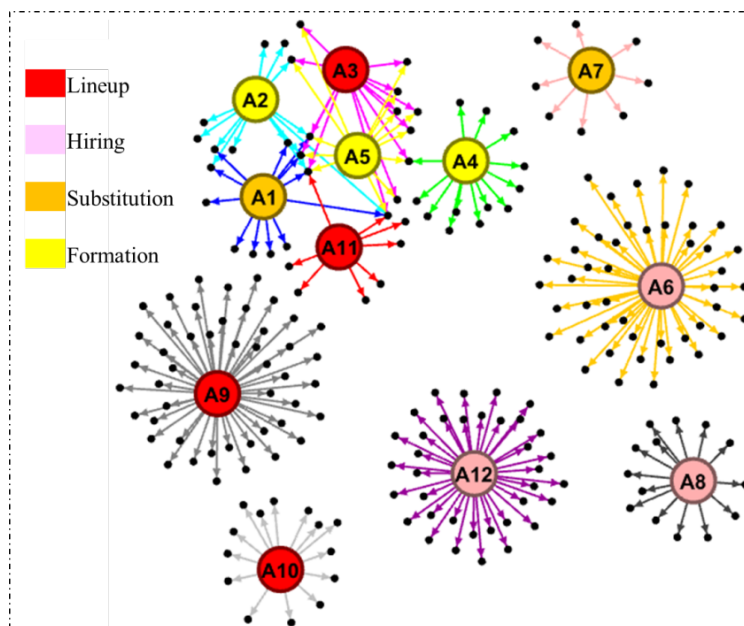 Lineup
Hiring
Substitution
Formation
A3
A7
A2
A5
A4
A1
A11
A6
A9
A12
A8
A10